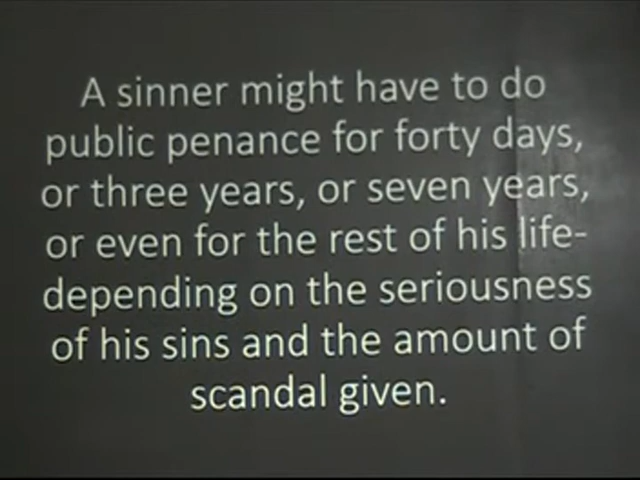 A sinner might have to do
public penance for forty days,
or three years, or seven years,
or even for the rest of his life-
depending on the seriousness
of his sins and the amount of
scandal given.